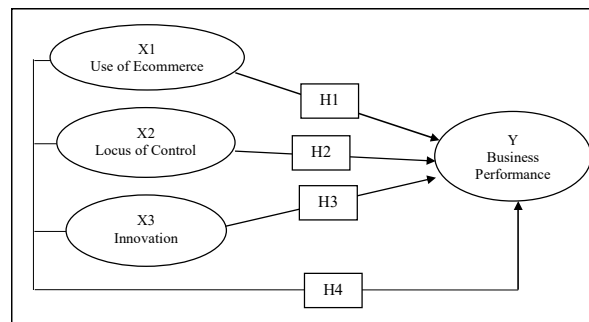 X1
Use of Ecommerce
H1
X2
Locus of Control
H2
Y
Business
Performance
X3
Innovation
H3
H4